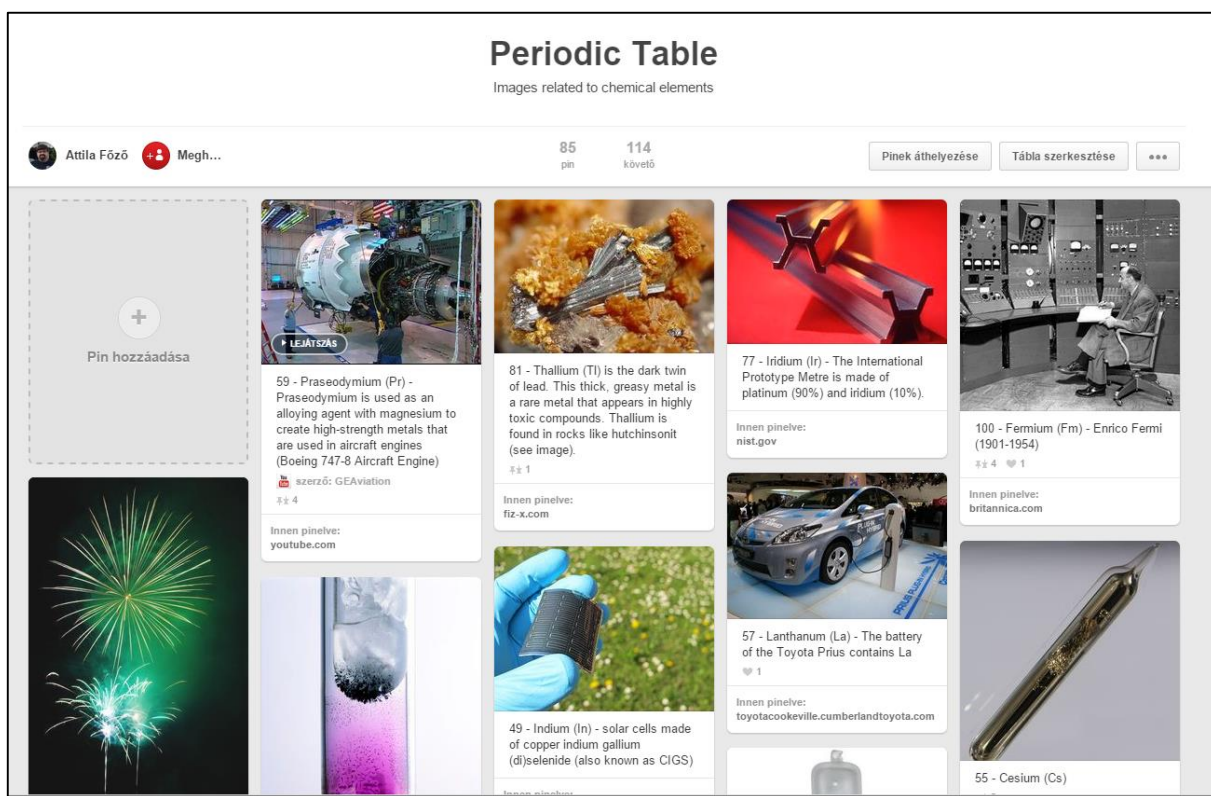 Periodic Table
Images related to chemical elements
Attila Főző
Megh...
85
pin
114
követő
Pinek áthelyezése
Tábla szerkesztése
Pin hozzáadása
LEJÁTSZÁS
59 - Praseodymium (Pr) -
Praseodymium is used as an
alloying agent with magnesium to
create high-strength metals that
are used in aircraft engines
(Boeing 747-8 Aircraft Engine)
szerző: GEAviation
4
Innen pinelve:
youtube.com
81 - Thallium (Tl) is the dark twin
of lead. This thick, greasy metal is
a rare metal that appears in highly
toxic compounds. Thallium is
found in rocks like hutchinsonit
(see image).
1
Innen pinelve:
fiz-x.com
49 - Indium (In) - solar cells made
of copper indium gallium
(di)selenide (also known as CIGS)
77 - Iridium (Ir) - The International
Prototype Metre is made of
platinum (90%) and iridium (10%).
Innen pinelve:
nist.gov
PLUG-IN
HYBRID
PRIUS PLUG-IN
57 - Lanthanum (La) - The battery
of the Toyota Prius contains La
1
Innen pinelve:
toyotacookeville.cumberlandtoyota.com
100 - Fermium (Fm) - Enrico Fermi
(1901-1954)
4 1
Innen pinelve:
britannica.com
55 - Cesium (Cs)